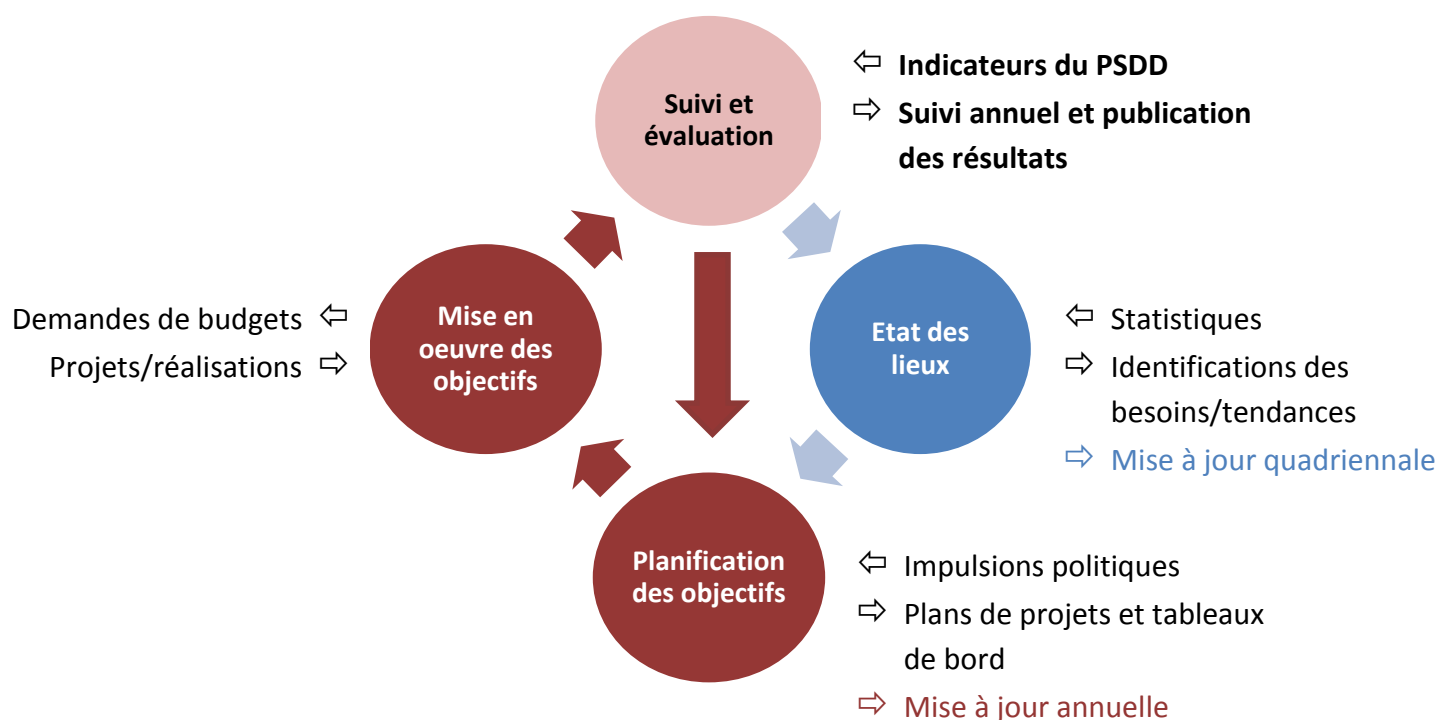 Suivi et
évaluation
⇦ Indicateurs du PSDD
⇨ Suivi annuel et publication
des résultats
Demandes de budgets ⇦
Projets/réalisations ⇨
Mise en
oeuvre des
objectifs
Etat des
lieux
⇦ Statistiques
⇨ Identifications des
besoins/tendances
⇨ Mise à jour quadriennale
Planification
des objectifs
⇦ Impulsions politiques
⇨ Plans de projets et tableaux
de bord
⇨ Mise à jour annuelle